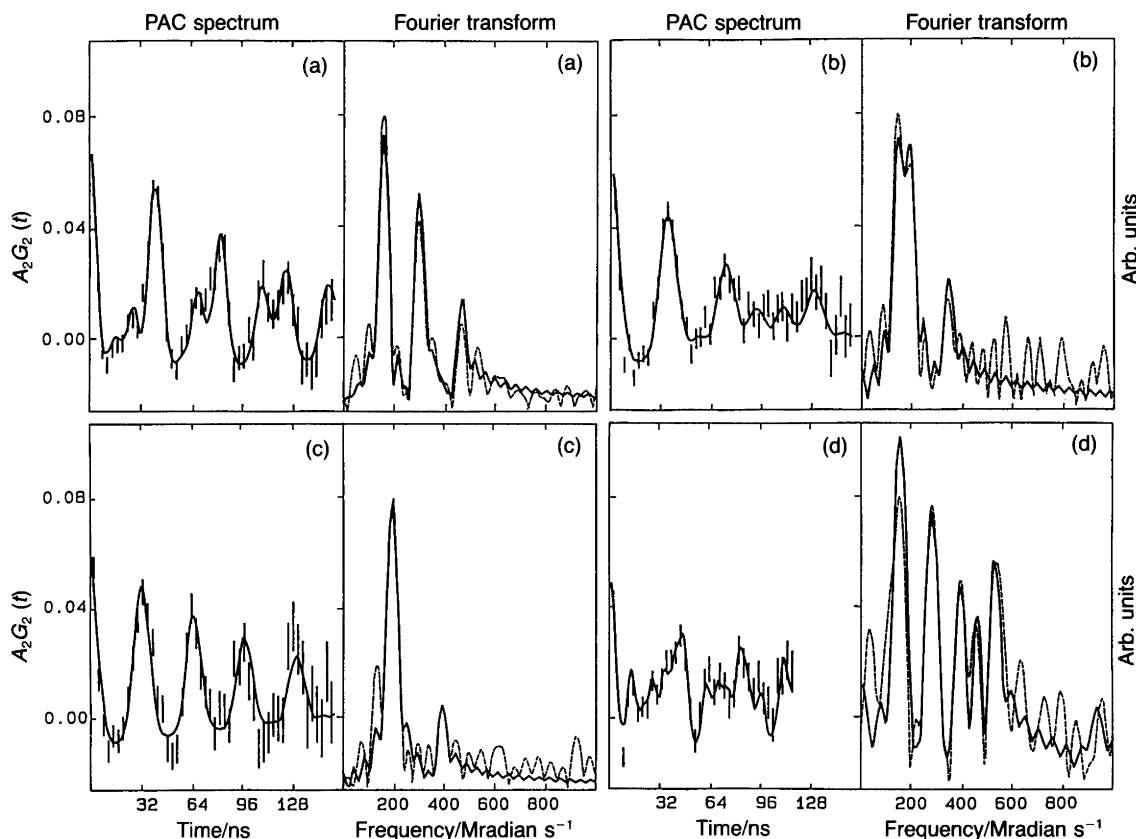 PAC spectrum Fourier transform PAC spectrum Fourier transform
(a) (a) (b) (b)
0.08
0.04
0.00
A₂G₂ (t)
Arb. units
(c) (c) (d) (d)
0.08
0.04
0.00
A₂G₂ (t)
Arb. units
32 64 96 128 200 400 600 800 32 64 96 128 200 400 600 800
Time/ns Frequency/Mradian s⁻¹ Time/ns Frequency/Mradian s⁻¹